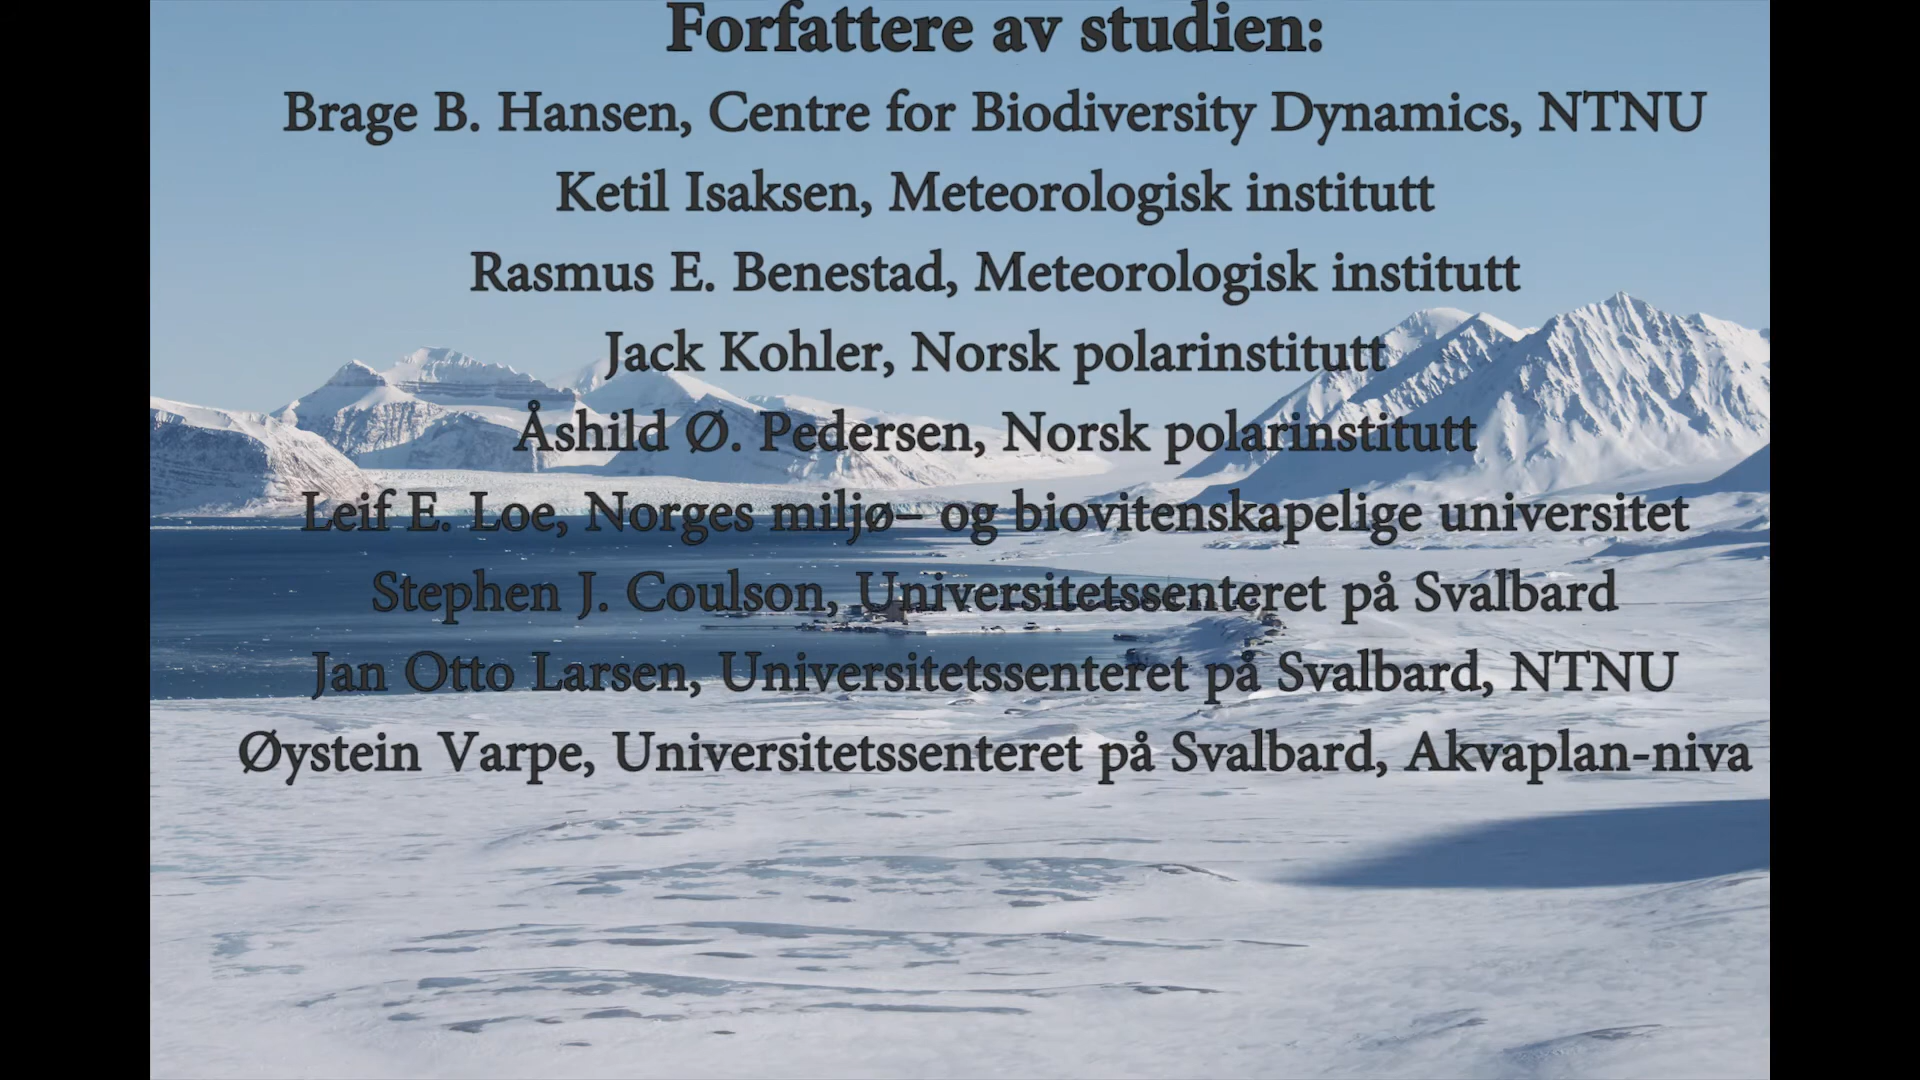 Forfattere av studien:
Brage B. Hansen, Centre for Biodiversity Dynamics, NTNU
Ketil Isaksen, Meteorologisk institutt
Rasmus E. Benestad, Meteorologisk institutt
Jack Kohler, Norsk polarinstitutt
Åshild Ø. Pedersen, Norsk polarinstitutt
Leif E. Loe, Norges miljø– og biovitenskapelige universitet
Stephen J. Coulson, Universitetssenteret på Svalbard
Jan Otto Larsen, Universitetssenteret på Svalbard, NTNU
Øystein Varpe, Universitetssenteret på Svalbard, Akvaplan-niva